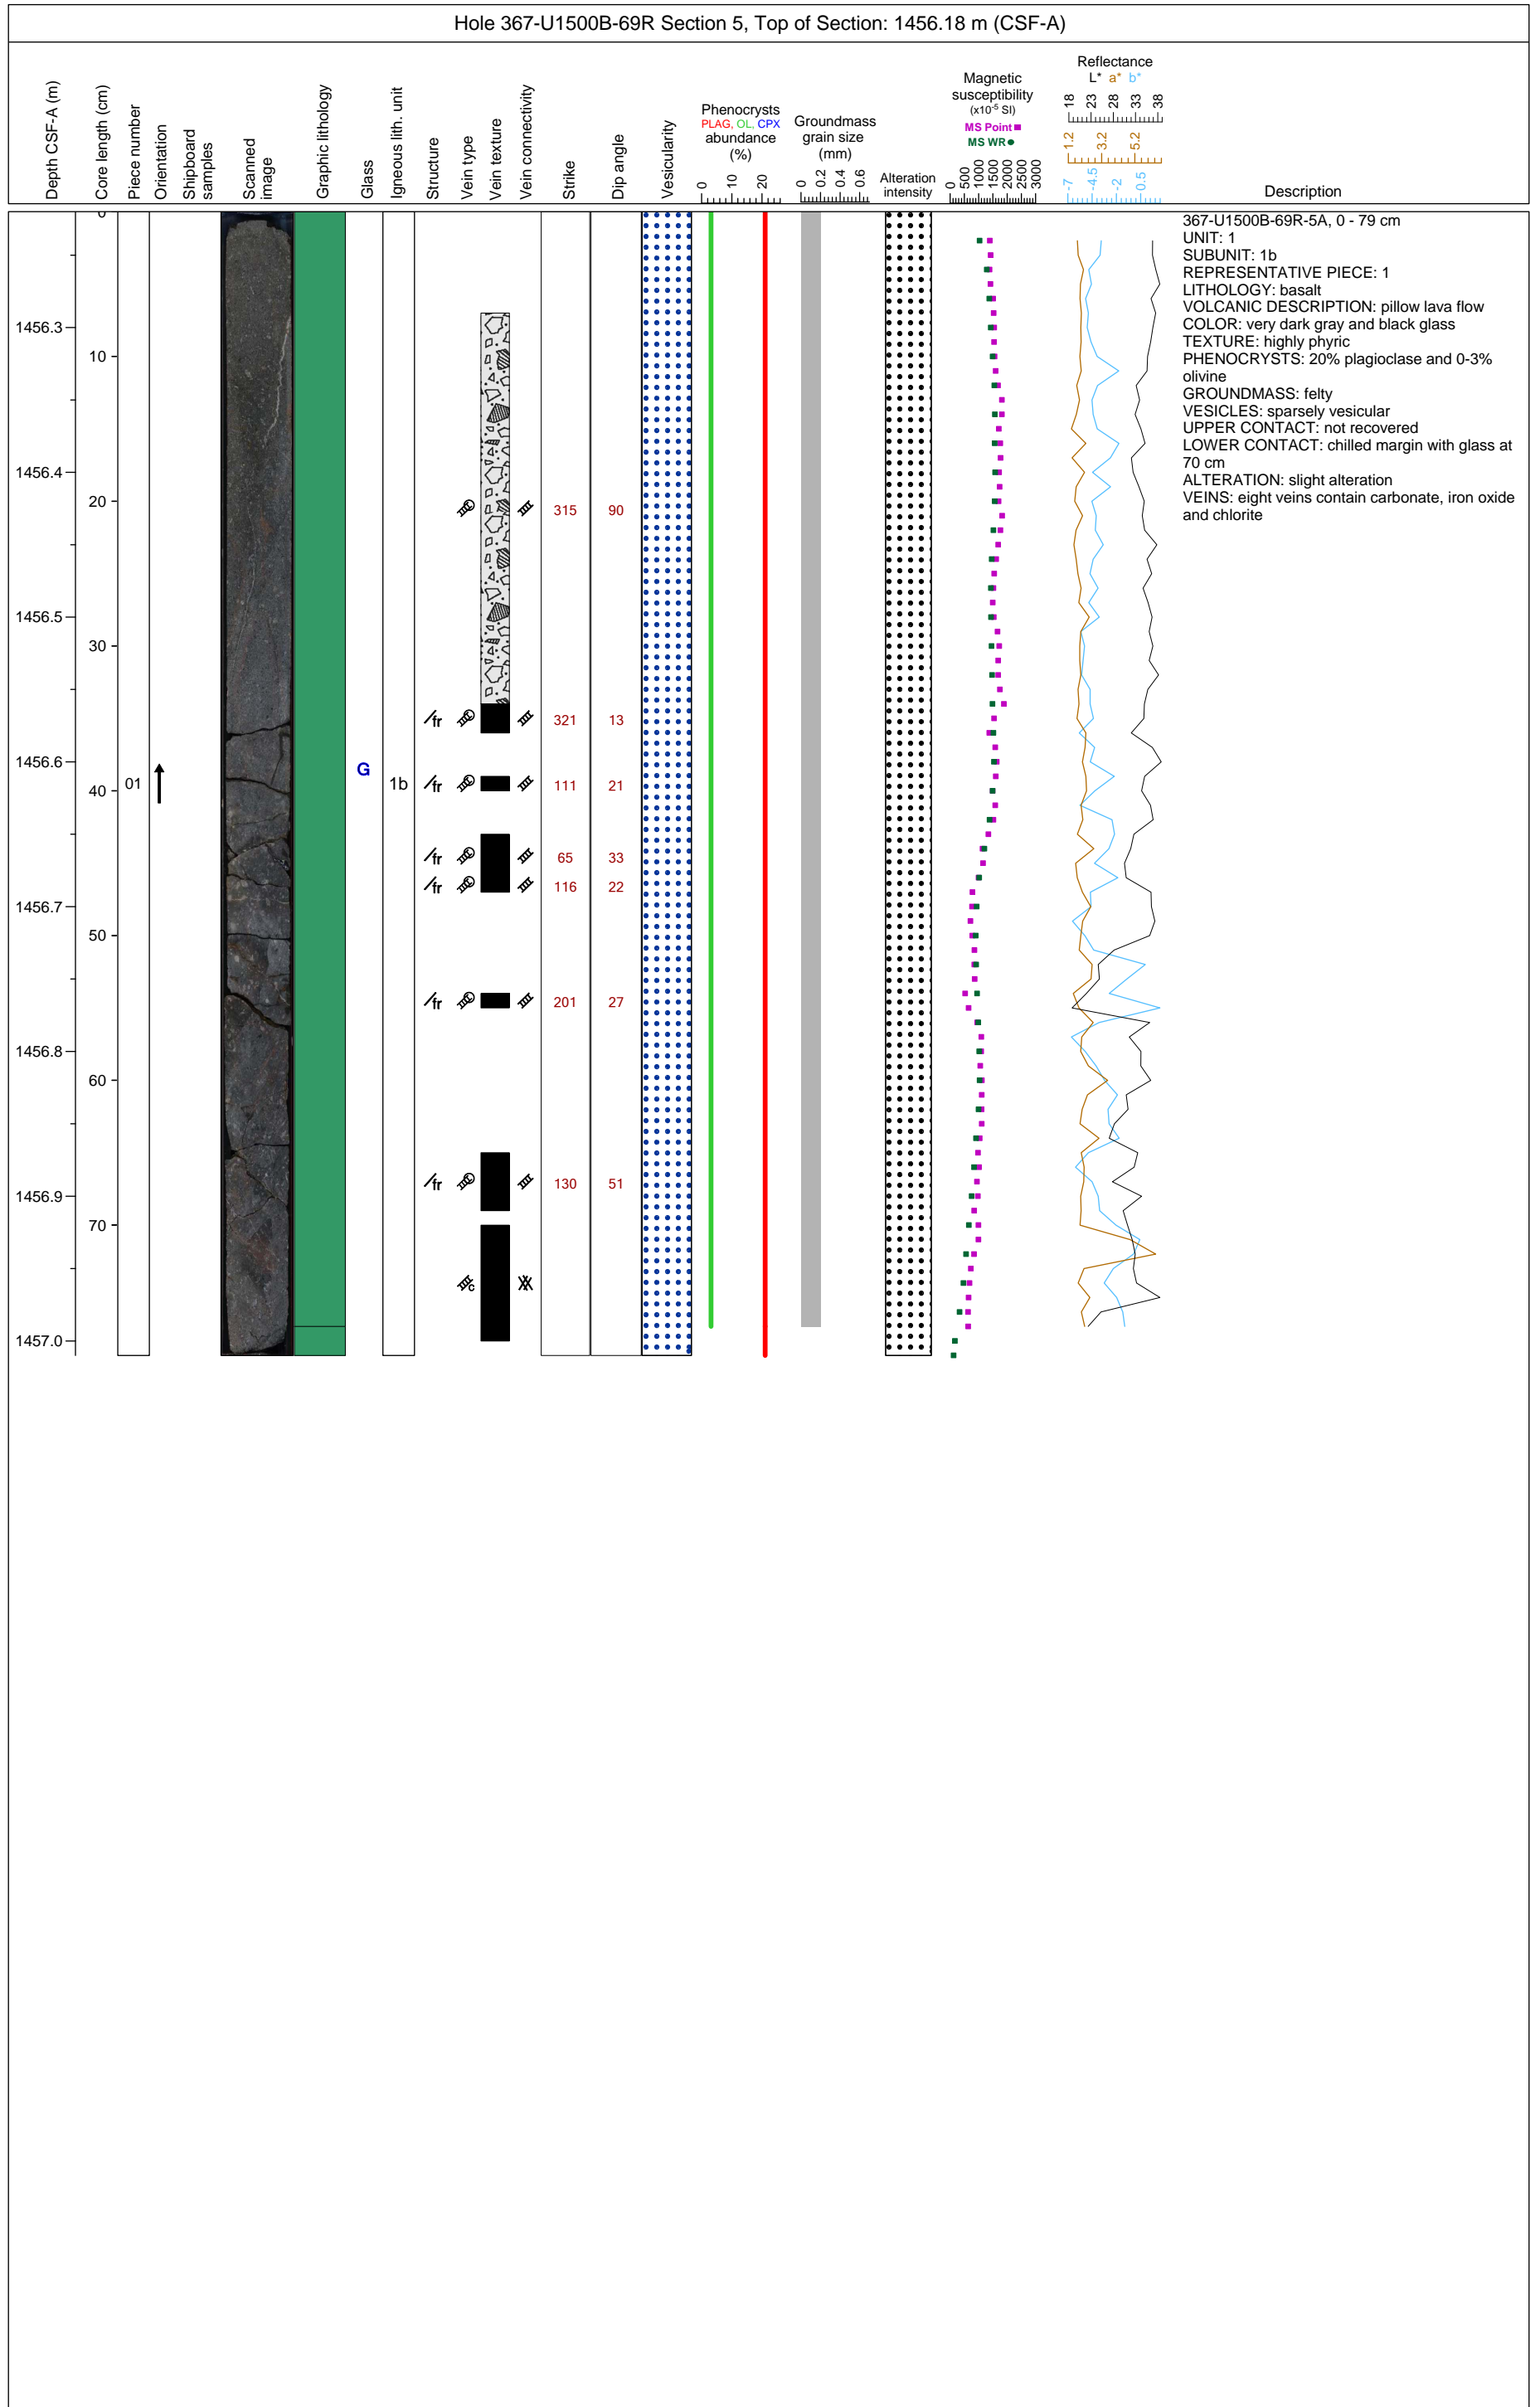 Hole 367-U1500B-69R Section 5, Top of Section: 1456.18 m (CSF-A)
Depth CSF-A (m)
Core length (cm)
Piece number
Orientation
Shipboard
samples
Scanned
image
Graphic lithology
Glass
Igneous lith. unit
Structure
Vein type
Vein texture
Vein connectivity
Strike
Dip angle
Vesicularity
Phenocrysts
PLAG, OL, CPX
abundance
(%)
0 10 20
Groundmass
grain size
(mm)
0 0.2 0.4 0.6
Alteration
intensity
Magnetic
susceptibility
(x10-5 SI)
MS Point
MS WR
0 500 1000 1500 2000 2500 3000
Reflectance
L* a* b*
18 23 28 33 38
1.2 3.2 5.2
-7 -4.5 -2 0.5
Description
0
1456.3
10
1456.4
20
315 90
1456.5
30
fr 321 13
1456.6
G
01 40 1b fr 111 21
fr 65 33
fr 116 22
1456.7
50
fr 201 27
1456.8
60
fr 130 51
1456.9
70
c
1457.0
367-U1500B-69R-5A, 0 - 79 cm
UNIT: 1
SUBUNIT: 1b
REPRESENTATIVE PIECE: 1
LITHOLOGY: basalt
VOLCANIC DESCRIPTION: pillow lava flow
COLOR: very dark gray and black glass
TEXTURE: highly phyric
PHENOCRYSTS: 20% plagioclase and 0-3%
olivine
GROUNDMASS: felty
VESICLES: sparsely vesicular
UPPER CONTACT: not recovered
LOWER CONTACT: chilled margin with glass at
70 cm
ALTERATION: slight alteration
VEINS: eight veins contain carbonate, iron oxide
and chlorite